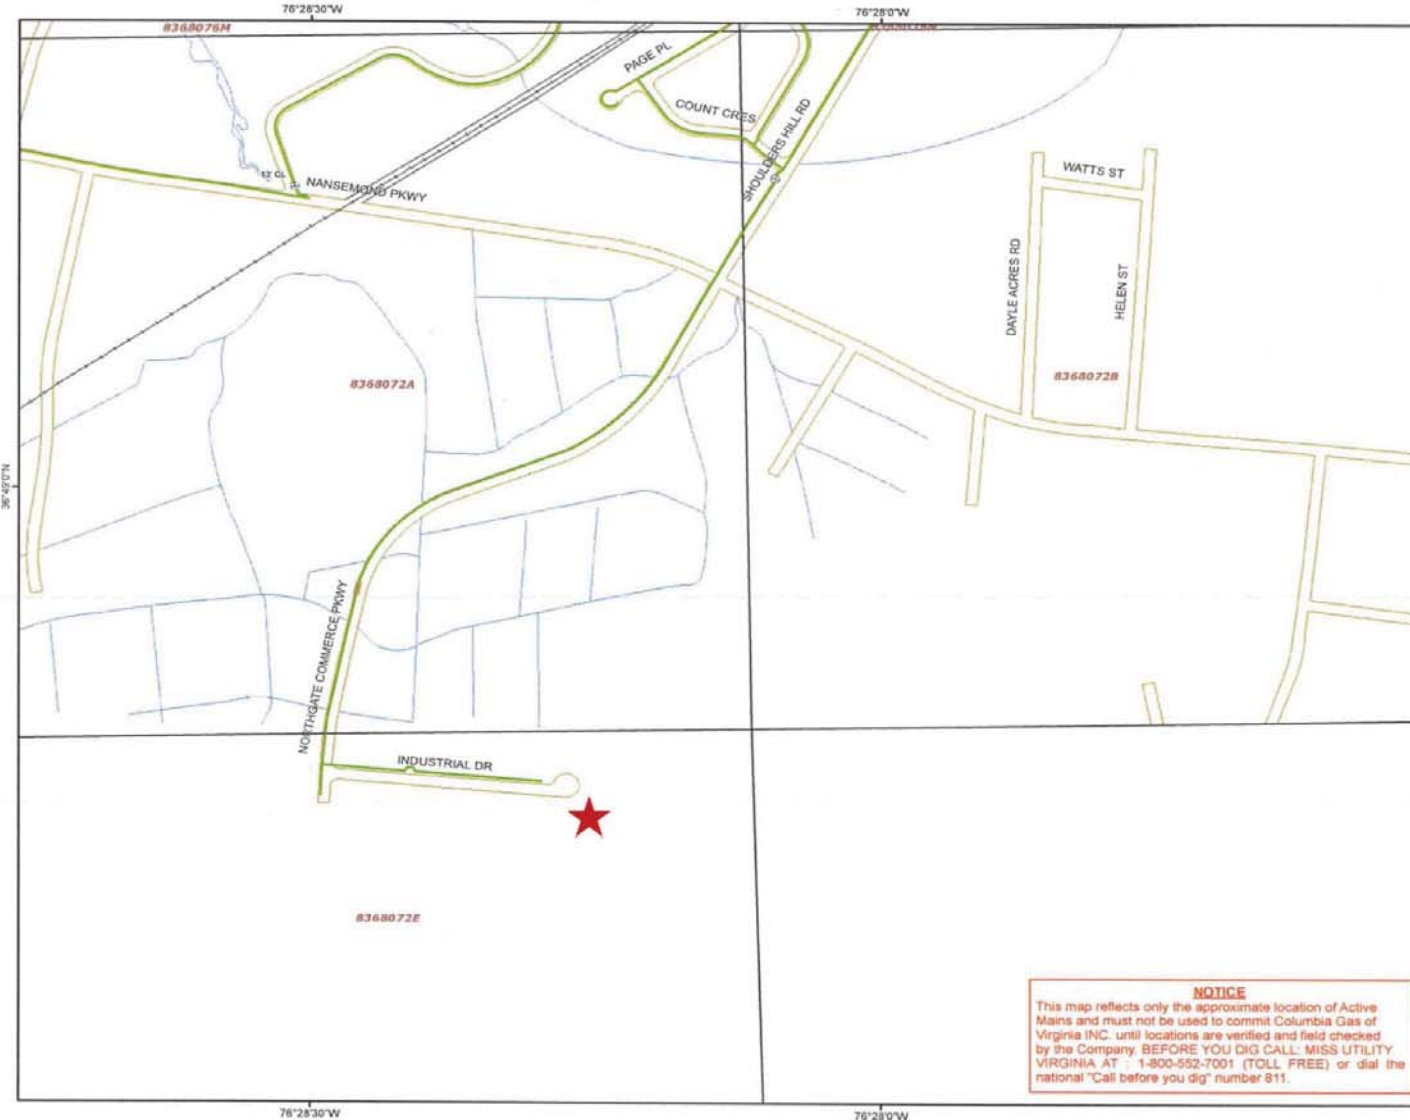 76°28'30"W
76°28'0"W
8368076M
PAGE PL
COUNT CRES
SHOULDERS HILL RD
NANSEMOND PKWY
WATTS ST
DAYLE ACRES RD
HELEN ST
8368072A
8368072B
36°49'0"N
NORTHGATE COMMERCE PKWY
INDUSTRIAL DR
8368072E
NOTICE
This map reflects only the approximate location of Active
Mains and must not be used to commit Columbia Gas of
Virginia INC. until locations are verified and field checked
by the Company. BEFORE YOU DIG CALL: MISS UTILITY
VIRGINIA AT : 1-800-552-7001 (TOLL FREE) or dial the
national "Call before you dig" number 811.
76°28'30"W
76°28'0"W